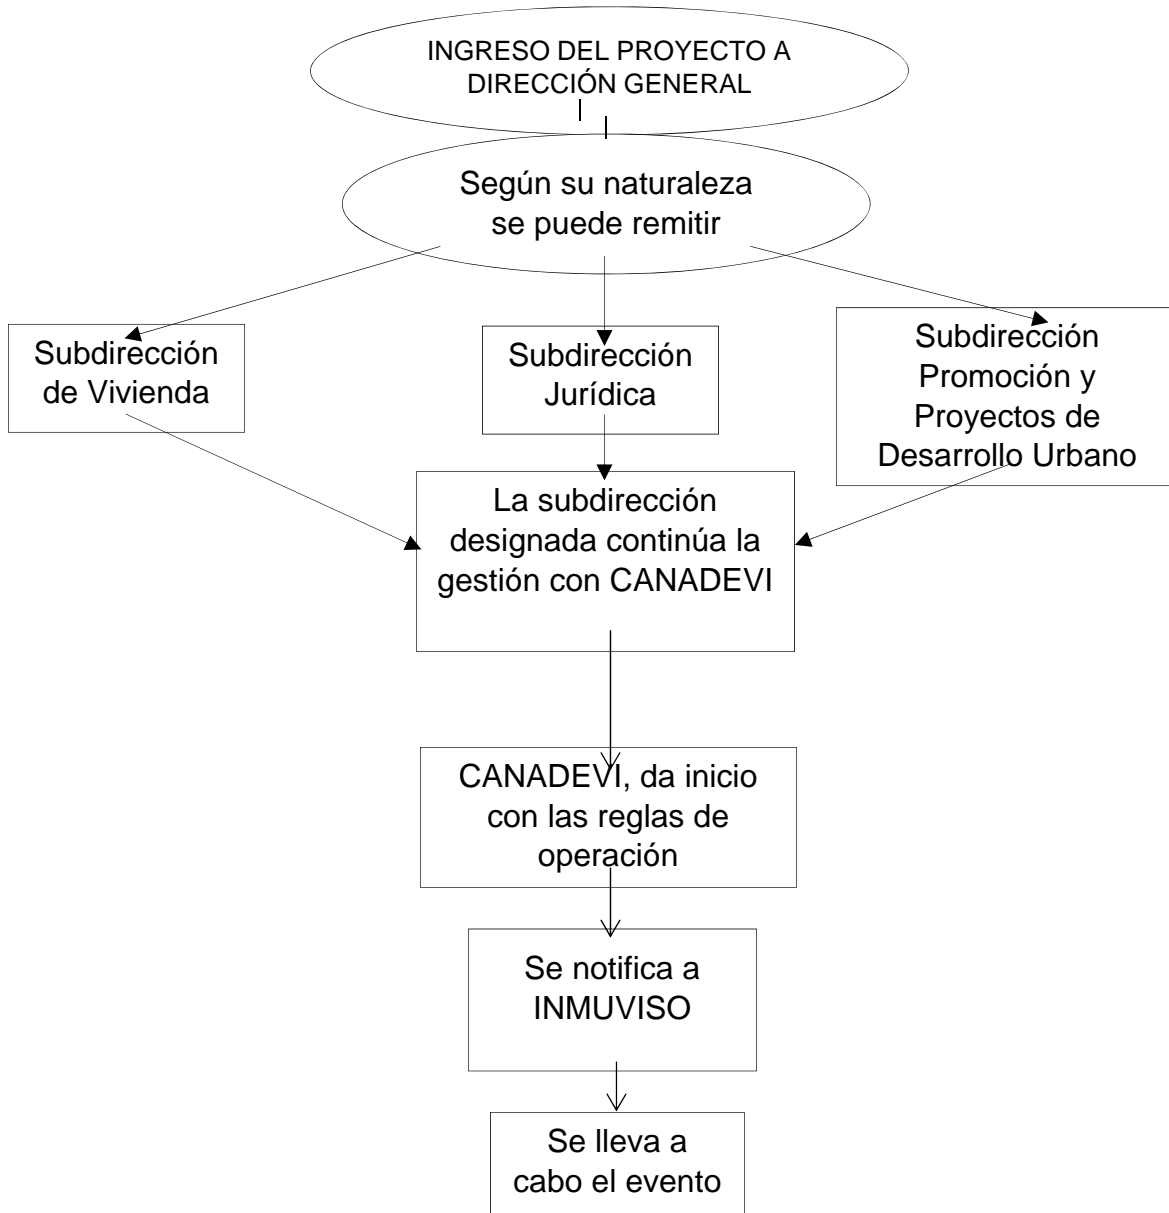 INGRESO DEL PROYECTO A
DIRECCIÓN GENERAL
Según su naturaleza
se puede remitir
Subdirección
de Vivienda
Subdirección
Jurídica
Subdirección
Promoción y
Proyectos de
Desarrollo Urbano
La subdirección
designada continúa la
gestión con CANADEVI
CANADEVI, da inicio
con las reglas de
operación
Se notifica a
INMUVISO
Se lleva a
cabo el evento